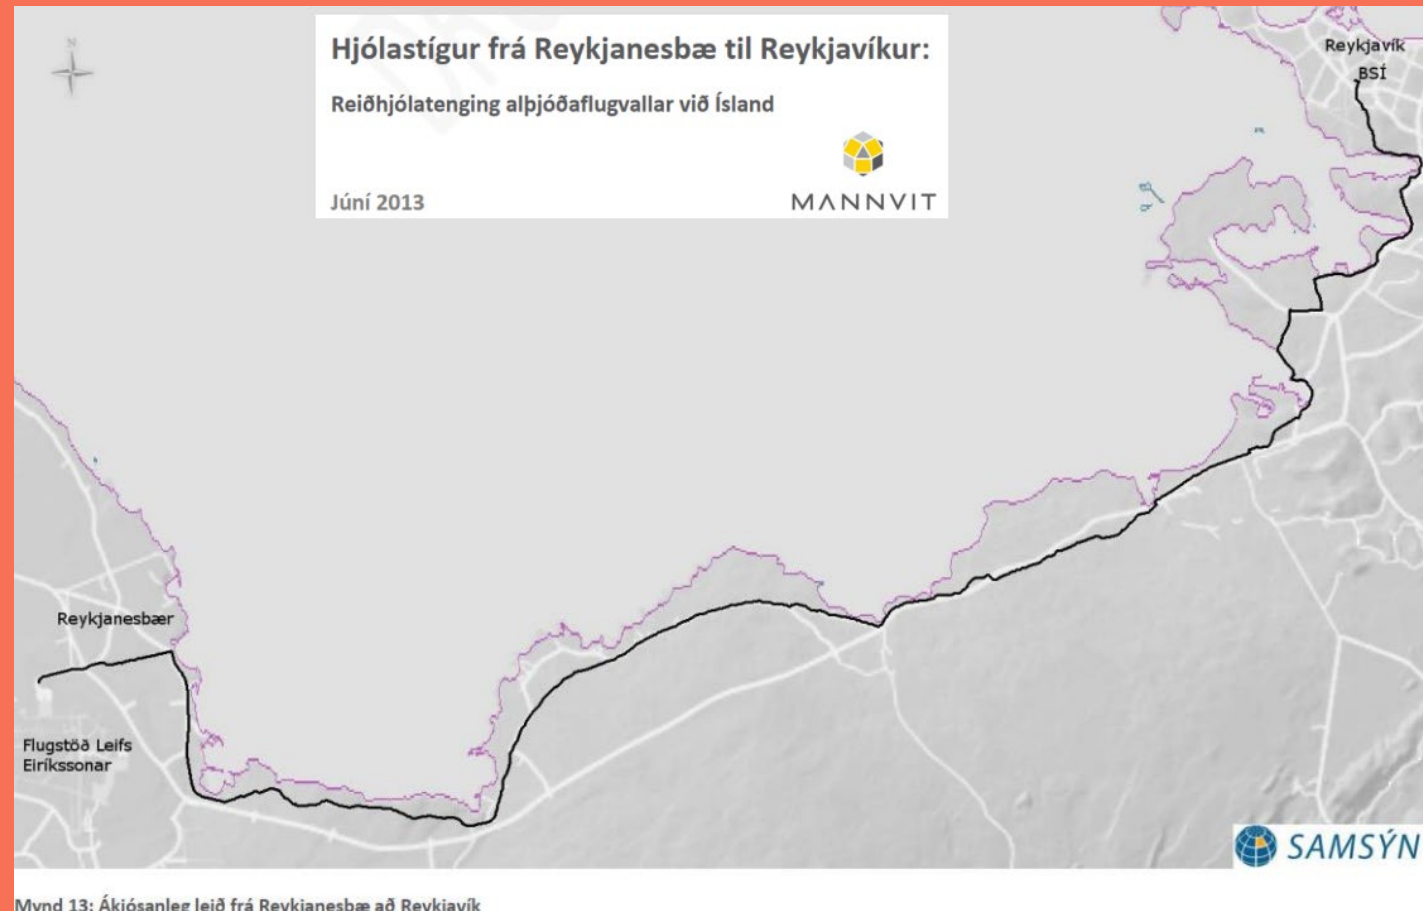 Hjólastígur frá Reykjanesbæ til Reykjavíkur:
Reiðhjólatenging alþjóðaflugvallar við Ísland
Júní 2013
MANNVIT
N
Reykjavík
BSÍ
Reykjanesbær
Flugstöð Leifs
Eiríkssonar
SAMSÝN
Mynd 13: Ákjósanleg leið frá Reykjanesbæ að Reykjavík